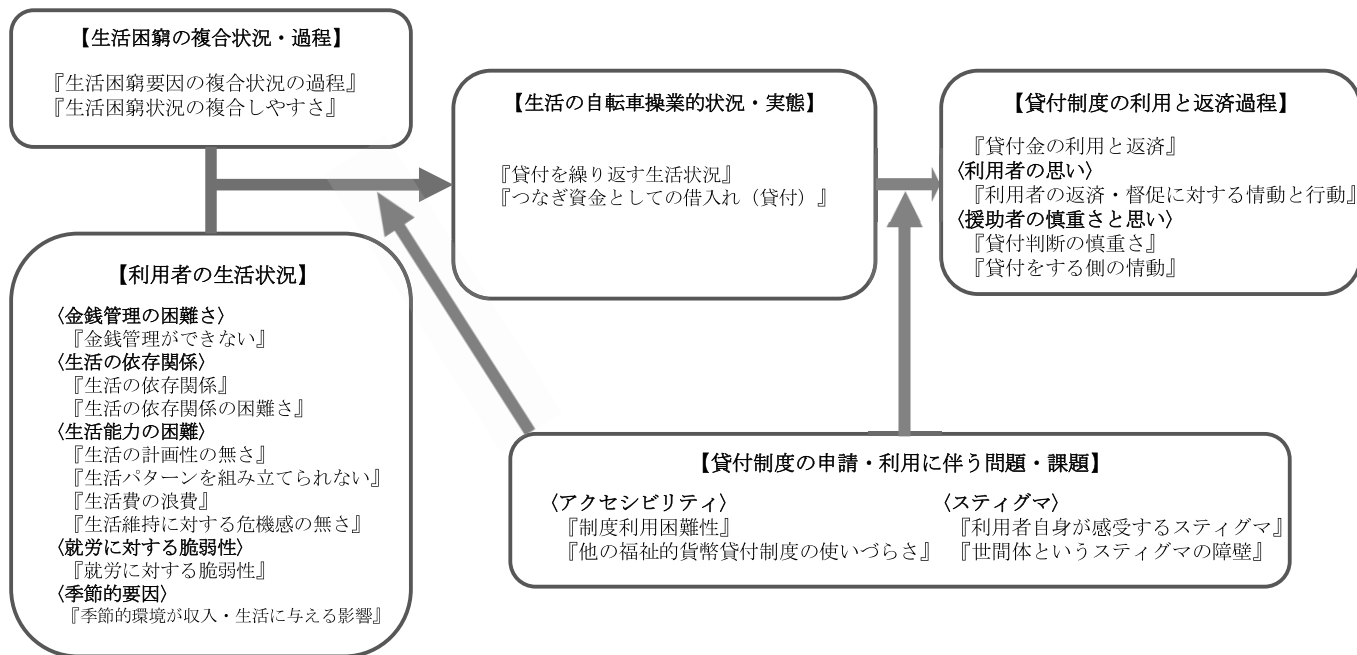 【生活困窮の複合状況・過程】
『生活困窮要因の複合状況の過程』
『生活困窮状況の複合しやすさ』
【生活の自転車操業的状況・実態】
『貸付を繰り返す生活状況』
『つなぎ資金としての借入れ（貸付）』
【貸付制度の利用と返済過程】
『貸付金の利用と返済』
〈利用者の思い〉
『利用者の返済・督促に対する情動と行動』
〈援助者の慎重さと思い〉
『貸付判断の慎重さ』
『貸付をする側の情動』
【利用者の生活状況】
〈金銭管理の困難さ〉
『金銭管理ができない』
〈生活の依存関係〉
『生活の依存関係』
『生活の依存関係の困難さ』
〈生活能力の困難〉
『生活の計画性の無さ』
『生活パターンを組み立てられない』
『生活費の浪費』
『生活維持に対する危機感の無さ』
〈就労に対する脆弱性〉
『就労に対する脆弱性』
〈季節的要因〉
『季節的環境が収入・生活に与える影響』
【貸付制度の申請・利用に伴う問題・課題】
〈アクセシビリティ〉
『制度利用困難性』
『他の福祉的貨幣貸付制度の使いづらさ』
〈スティグマ〉
『利用者自身が感受するスティグマ』
『世間体というスティグマの障壁』